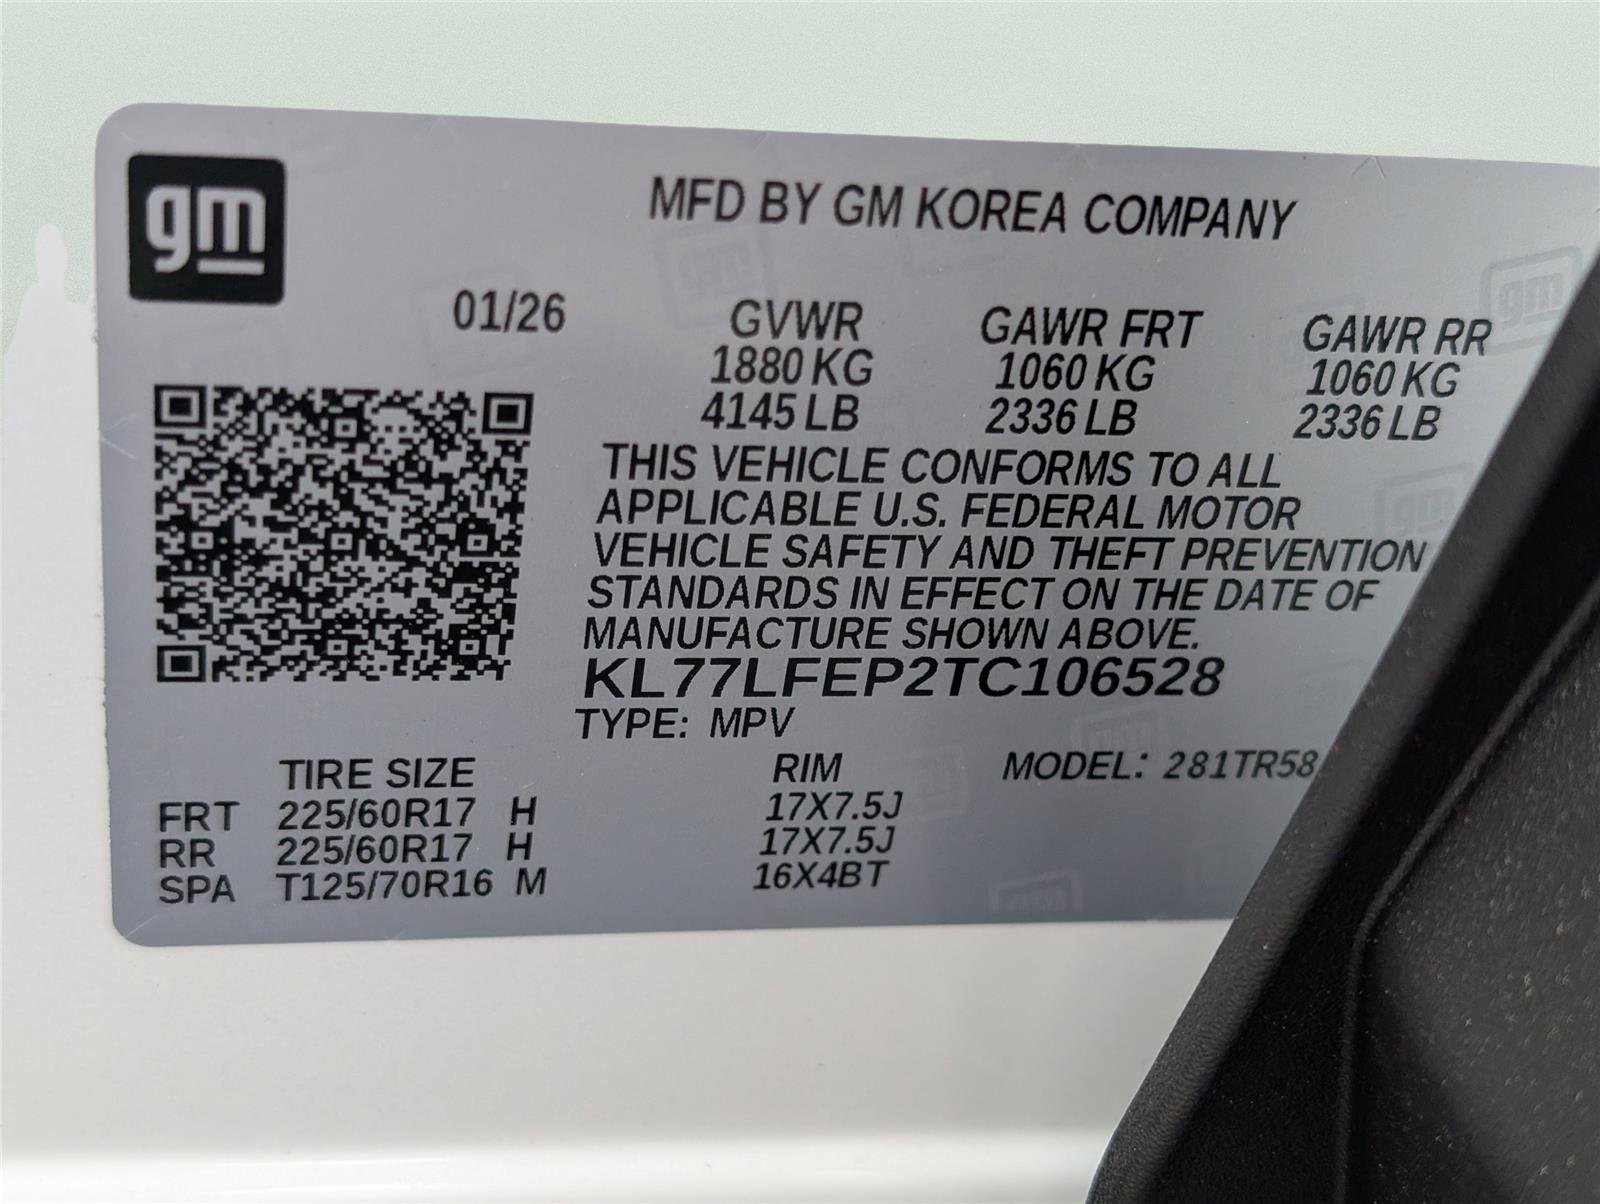 gm
MFD BY GM KOREA COMPANY
01/26
GVWR GAWR FRT GAWR RR
1880 KG 1060 KG 1060 KG
4145 LB 2336 LB 2336 LB
THIS VEHICLE CONFORMS TO ALL
APPLICABLE U.S. FEDERAL MOTOR
VEHICLE SAFETY AND THEFT PREVENTION
STANDARDS IN EFFECT ON THE DATE OF
MANUFACTURE SHOWN ABOVE.
KL77LFEP2TC106528
TYPE: MPV
TIRE SIZE RIM MODEL: 281TR58
FRT 225/60R17 H 17X7.5J
RR 225/60R17 H 17X7.5J
SPA T125/70R16 M 16X4BT